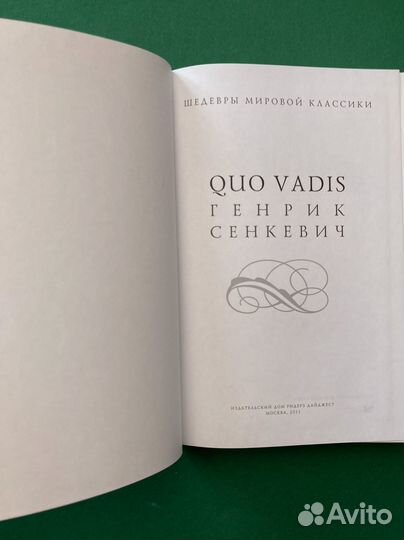 ШЕДЕВРЫ МИРОВОЙ КЛАССИКИ
QUO VADIS
ГЕНРИК
СЕНКЕВИЧ
ИЗДАТЕЛЬСКИЙ ДОМ РИДЕРЗ ДАЙДЖЕСТ
МОСКВА, 2011
Avito